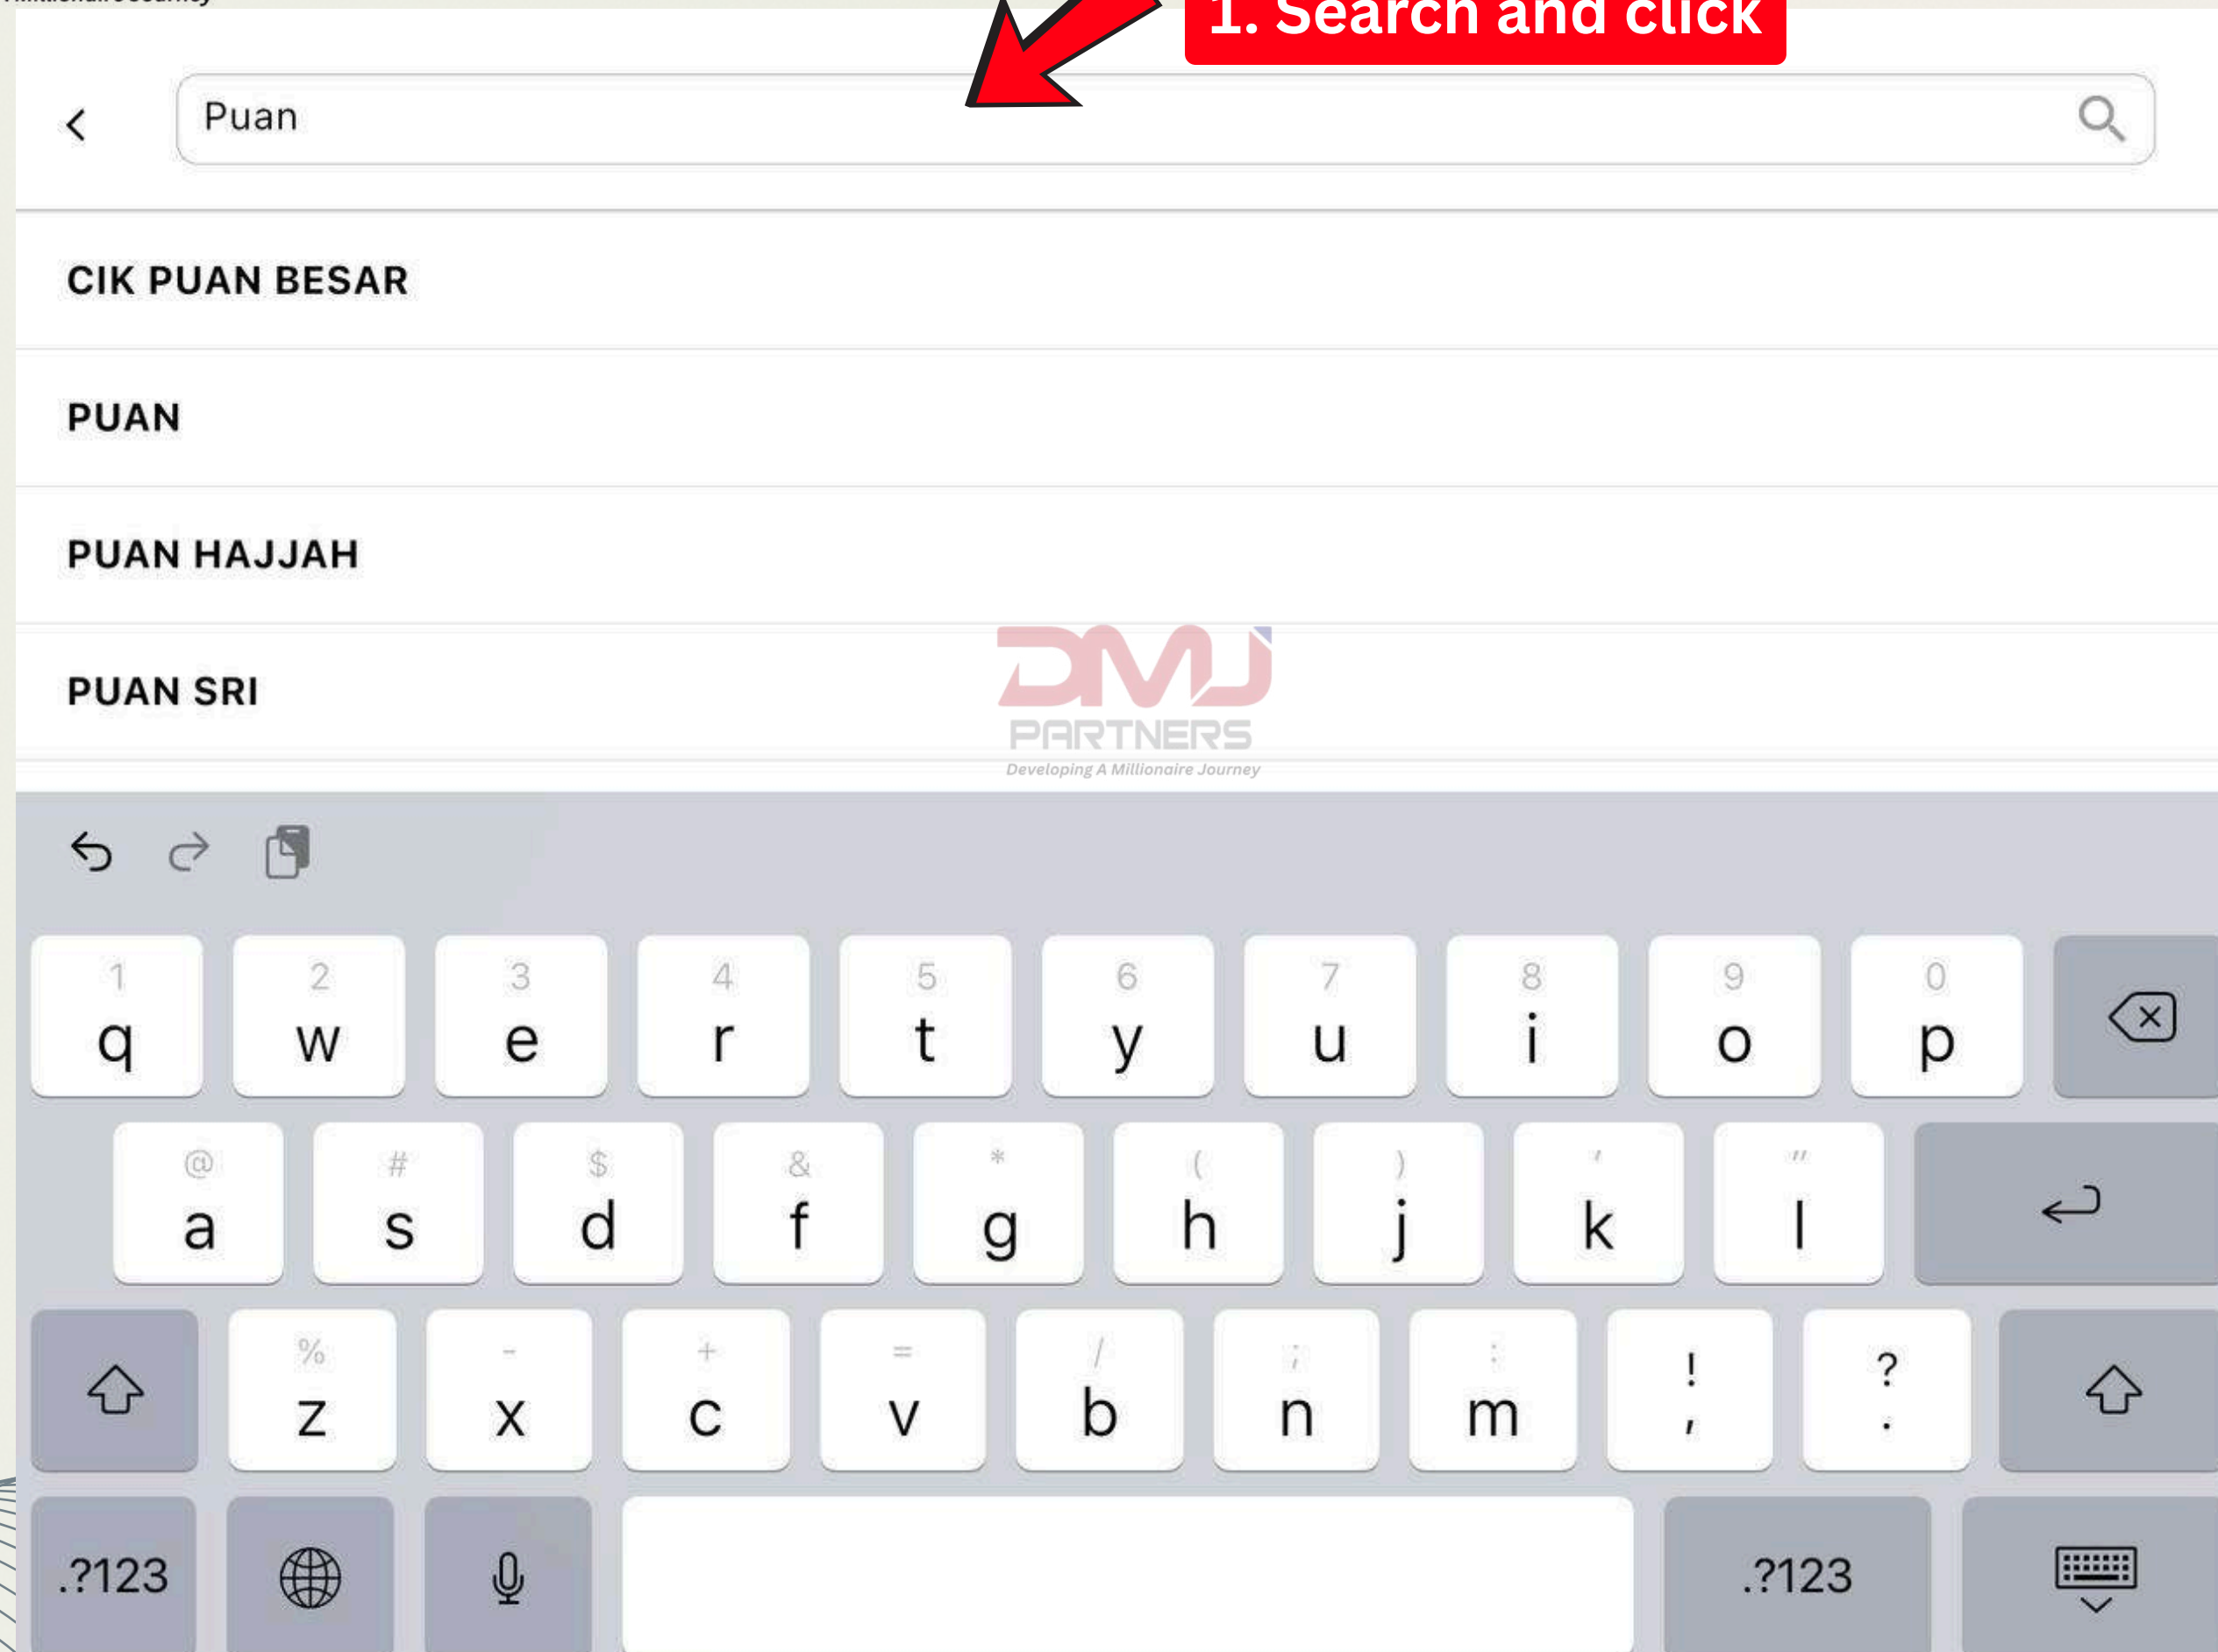 1. Search and click
Puan
CIK PUAN BESAR
PUAN
PUAN HAJJAH
PUAN SRI
DMJ
PARTNERS
Developing A Millionaire Journey
1 2 3 4 5 6 7 8 9 0
q w e r t y u i o p
@ # $ & * ( ) ' "
a s d f g h j k l
% - + = / ; : ! ?
z x c v b n m , .
.?123 .?123